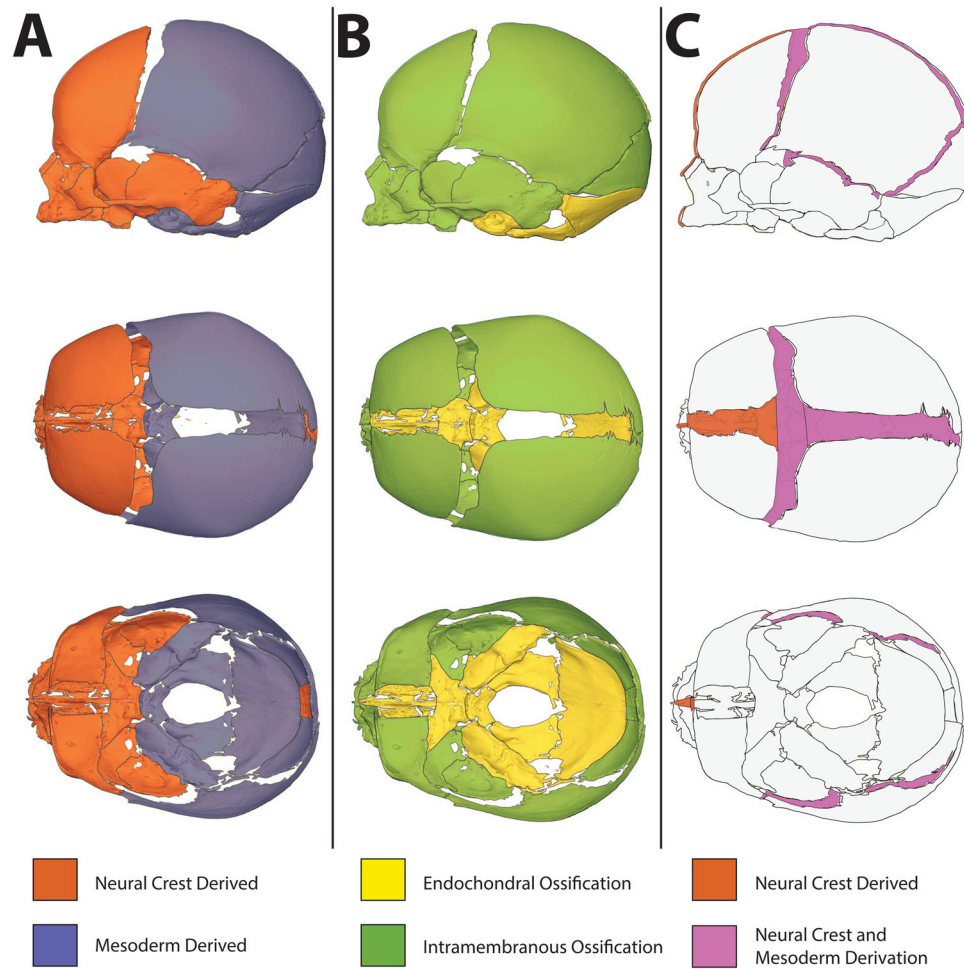 A
B
C
Neural Crest Derived
Endochondral Ossification
Neural Crest Derived
Mesoderm Derived
Intramembranous Ossification
Neural Crest and
Mesoderm Derivation